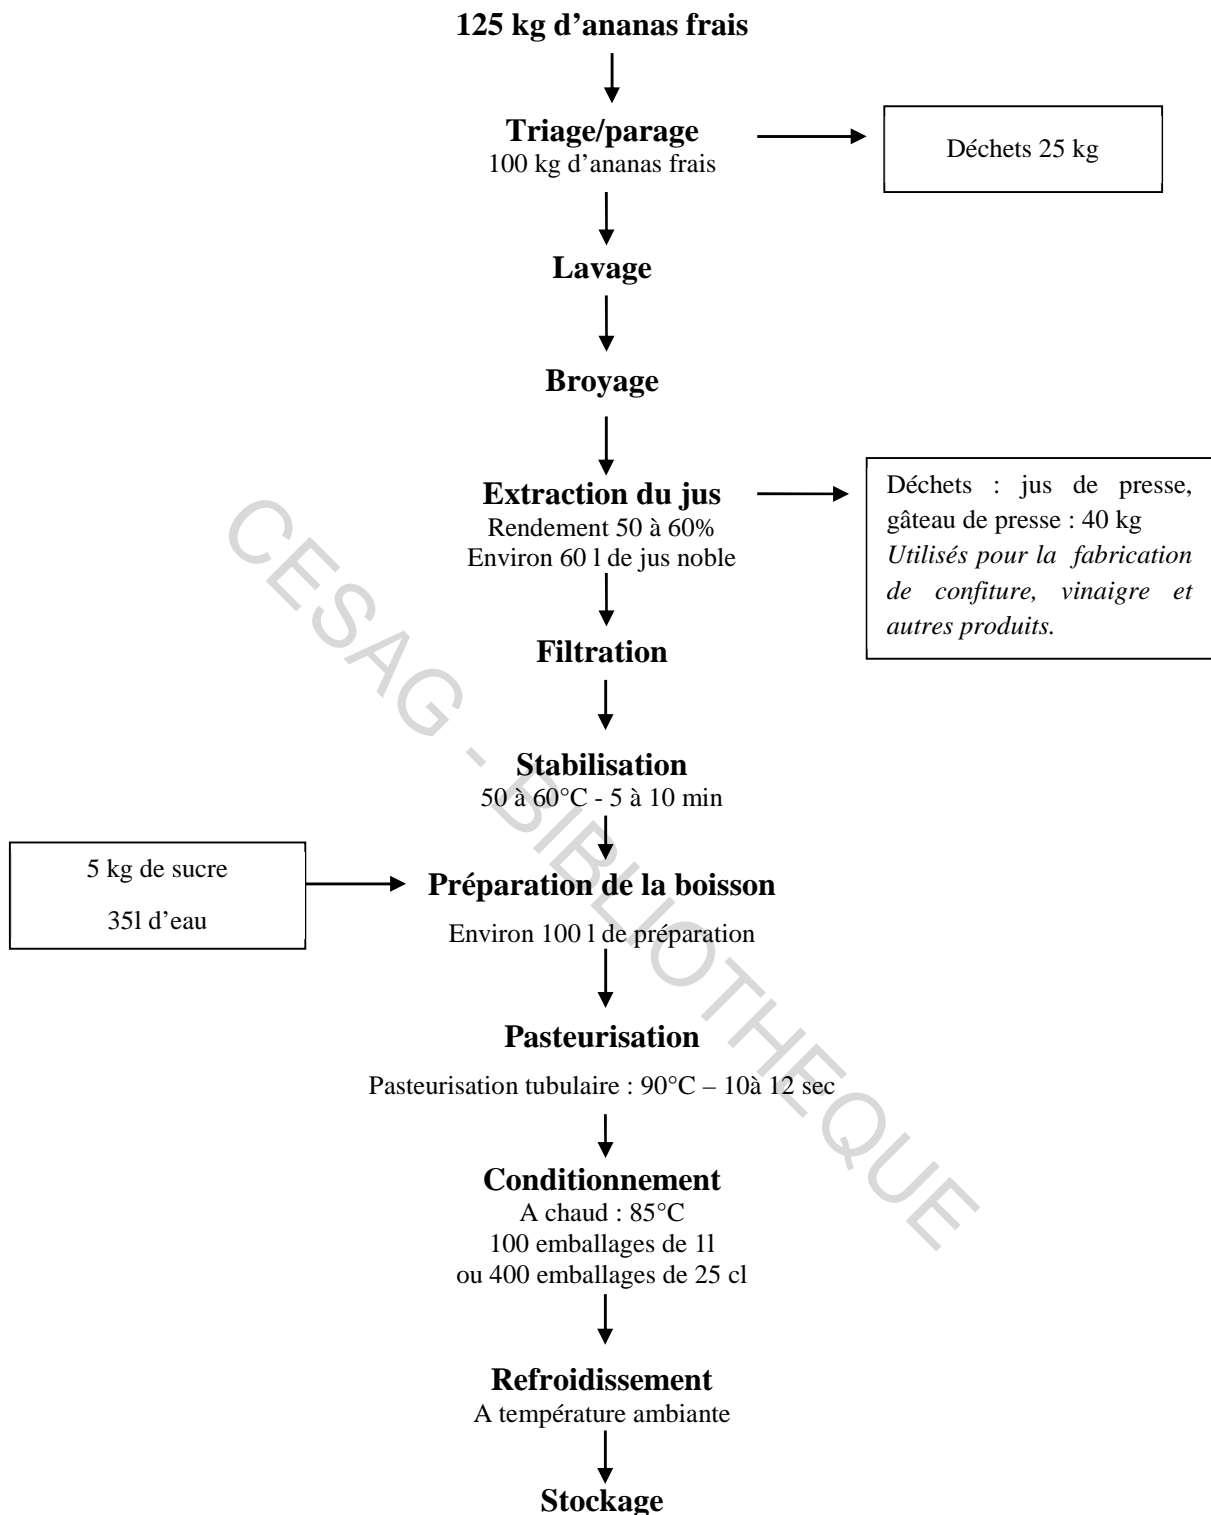 125 kg d’ananas frais
Triage/parage
100 kg d’ananas frais
Déchets 25 kg
Lavage
Broyage
Extraction du jus
Rendement 50 à 60%
Environ 60 l de jus noble
Déchets : jus de presse,
gâteau de presse : 40 kg
Utilisés pour la fabrication
de confiture, vinaigre et
autres produits.
Filtration
Stabilisation
50 à 60°C - 5 à 10 min
5 kg de sucre
35l d’eau
Préparation de la boisson
Environ 100 l de préparation
Pasteurisation
Pasteurisation tubulaire : 90°C – 10à 12 sec
Conditionnement
A chaud : 85°C
100 emballages de 1l
ou 400 emballages de 25 cl
Refroidissement
A température ambiante
Stockage
CESAG - BIBLIOTHEQUE